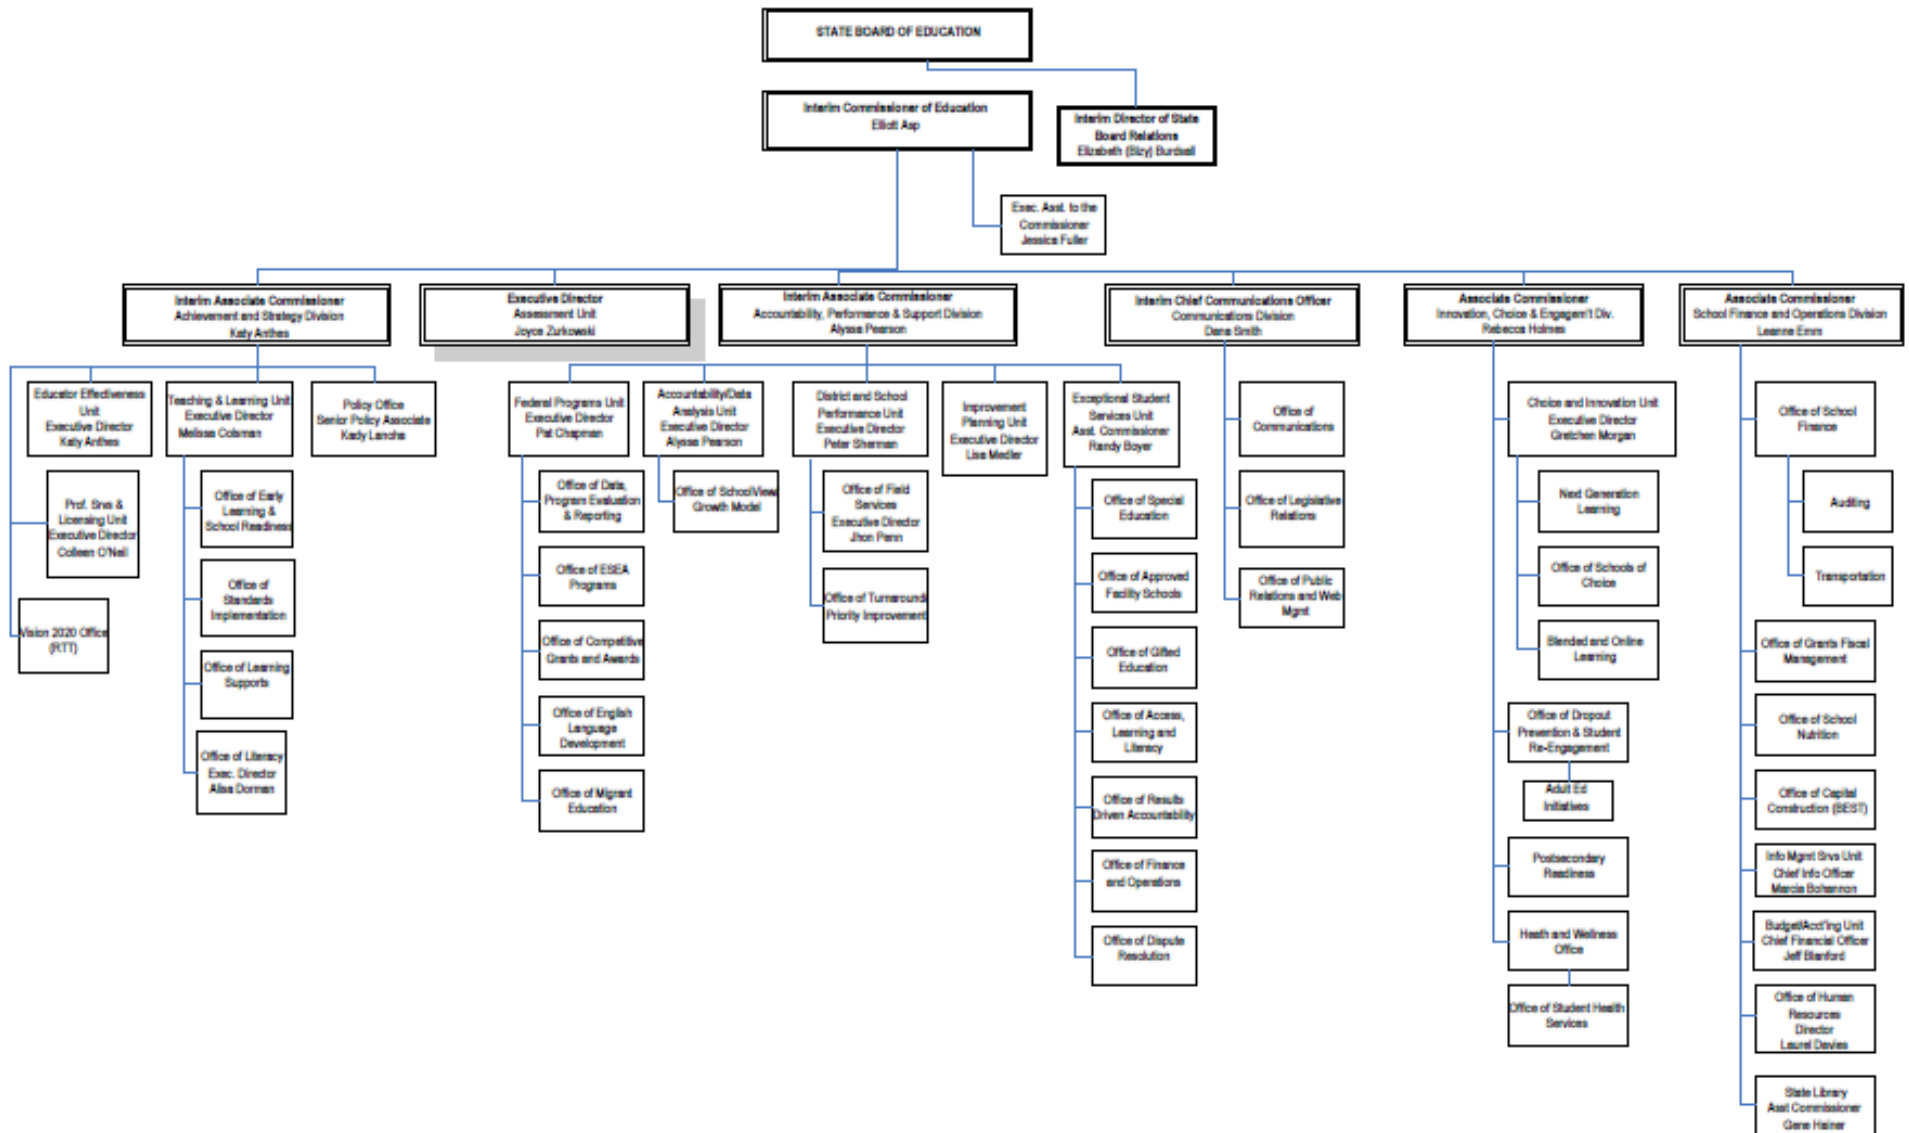 STATE BOARD OF EDUCATION
Interim Commissioner of Education
Elliott Asp
Interim Director of State
Board Relations
Elizabeth (Bizy) Burdsall
Exec. Asst. to the
Commissioner
Jessica Fuller
Interim Associate Commissioner
Achievement and Strategy Division
Katy Anthes
Executive Director
Assessment Unit
Joyce Zurkowski
Interim Associate Commissioner
Accountability, Performance & Support Division
Alyssa Pearson
Interim Chief Communications Officer
Communications Division
Dana Smith
Associate Commissioner
Innovation, Choice & Engagem't Div.
Rebecca Holmes
Associate Commissioner
School Finance and Operations Division
Leanne Emm
Educator Effectiveness
Unit
Executive Director
Katy Anthes
Teaching & Learning Unit
Executive Director
Melissa Colsman
Policy Office
Senior Policy Associate
Kady Lanoha
Prof. Srvs &
Licensing Unit
Executive Director
Colleen O'Neil
Vision 2020 Office
(RTT)
Office of Early
Learning &
School Readiness
Office of
Standards
Implementation
Office of Learning
Supports
Office of Literacy
Exec. Director
Alisa Dorman
Federal Programs Unit
Executive Director
Pat Chapman
Accountability/Data
Analysis Unit
Executive Director
Alyssa Pearson
District and School
Performance Unit
Executive Director
Peter Sherman
Improvement
Planning Unit
Executive Director
Lisa Medler
Exceptional Student
Services Unit
Asst. Commissioner
Randy Boyer
Office of Data,
Program Evaluation
& Reporting
Office of ESEA
Programs
Office of Competitive
Grants and Awards
Office of English
Language
Development
Office of Migrant
Education
Office of SchoolView
Growth Model
Office of Field
Services
Executive Director
Jhon Penn
Office of Turnaround/
Priority Improvement
Office of Special
Education
Office of Approved
Facility Schools
Office of Gifted
Education
Office of Access,
Learning and
Literacy
Office of Results
Driven Accountability
Office of Finance
and Operations
Office of Dispute
Resolution
Office of
Communications
Office of Legislative
Relations
Office of Public
Relations and Web
Mgmt
Choice and Innovation Unit
Executive Director
Gretchen Morgan
Next Generation
Learning
Office of Schools of
Choice
Blended and Online
Learning
Office of Dropout
Prevention & Student
Re-Engagement
Adult Ed
Initiatives
Postsecondary
Readiness
Heath and Wellness
Office
Office of Student Health
Services
Office of School
Finance
Auditing
Transportation
Office of Grants Fiscal
Management
Office of School
Nutrition
Office of Capital
Construction (BEST)
Info Mgmt Srvs Unit
Chief Info Officer
Marcia Bohannon
Budget/Acct'ing Unit
Chief Financial Officer
Jeff Blanford
Office of Human
Resources
Director
Laurel Davies
State Library
Asst Commissioner
Gene Hainer